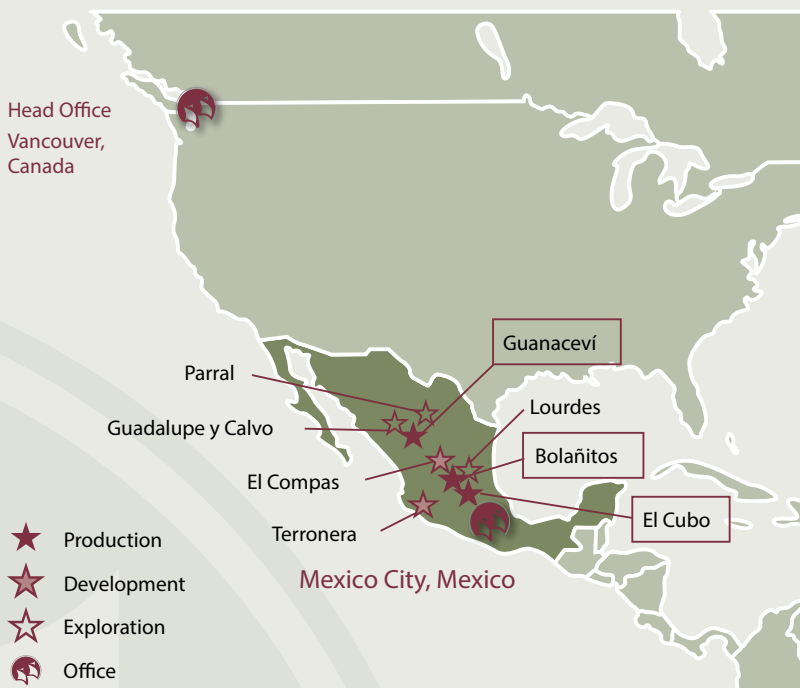 Head Office
Vancouver,
Canada
Guanaceví
Parral
Lourdes
Guadalupe y Calvo
Bolañitos
El Compas
El Cubo
Terronera
Mexico City, Mexico
Production
Development
Exploration
Office